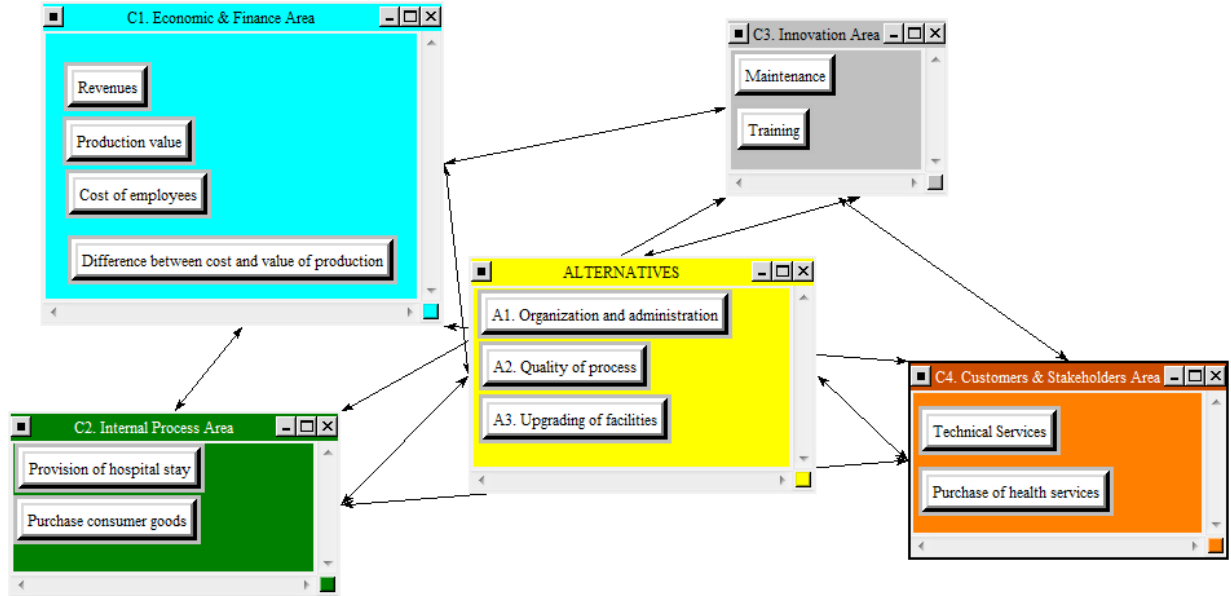 C1. Economic & Finance Area
Revenues
Production value
Cost of employees
Difference between cost and value of production
C3. Innovation Area
Maintenance
Training
ALTERNATIVES
A1. Organization and administration
A2. Quality of process
A3. Upgrading of facilities
C2. Internal Process Area
Provision of hospital stay
Purchase consumer goods
C4. Customers & Stakeholders Area
Technical Services
Purchase of health services